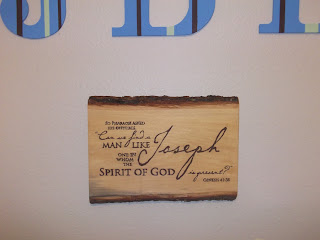 So Pharaoh asked
his officials,
"Can we find a
man like Joseph
one in
whom
the
Spirit of God
is present?"
Genesis 41:38